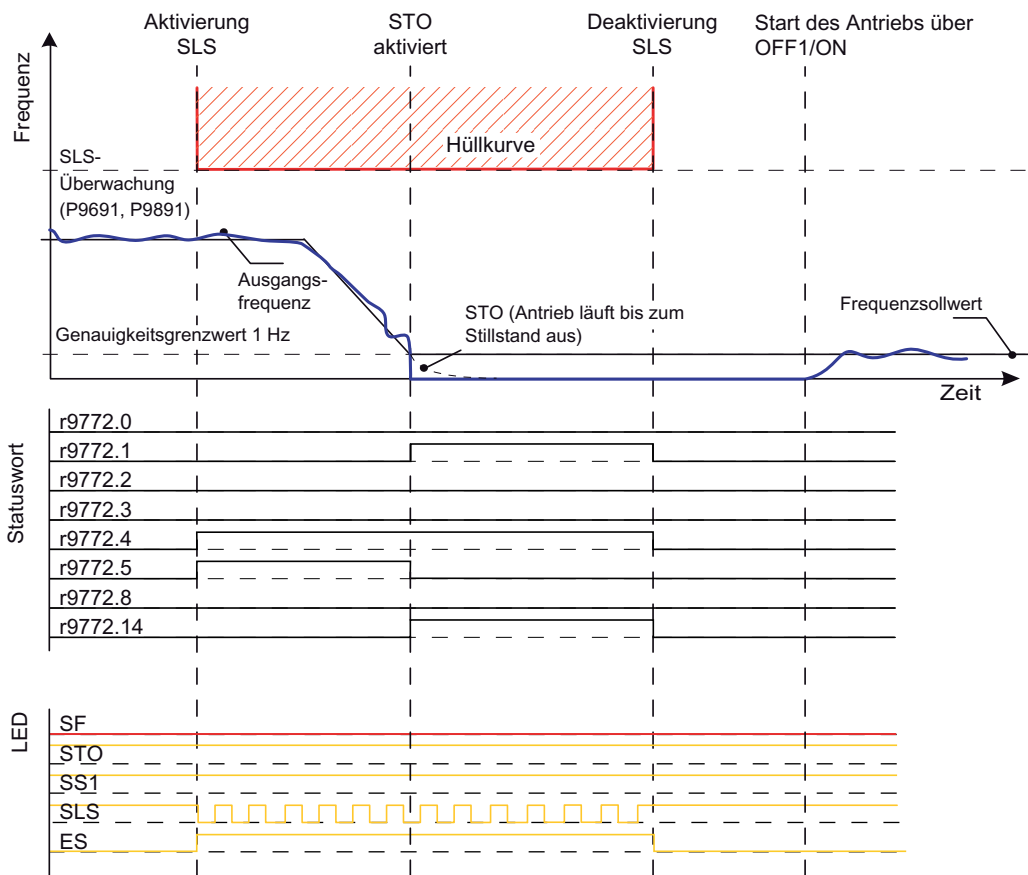 Aktivierung
SLS
STO
aktiviert
Deaktivierung
SLS
Start des Antriebs über
OFF1/ON
Frequenz
Hüllkurve
SLS-
Überwachung
(P9691, P9891)
Ausgangs-
frequenz
STO (Antrieb läuft bis zum
Stillstand aus)
Frequenzsollwert
Genauigkeitsgrenzwert 1 Hz
Zeit
Statuswort
r9772.0
r9772.1
r9772.2
r9772.3
r9772.4
r9772.5
r9772.8
r9772.14
LED
SF
STO
SS1
SLS
ES